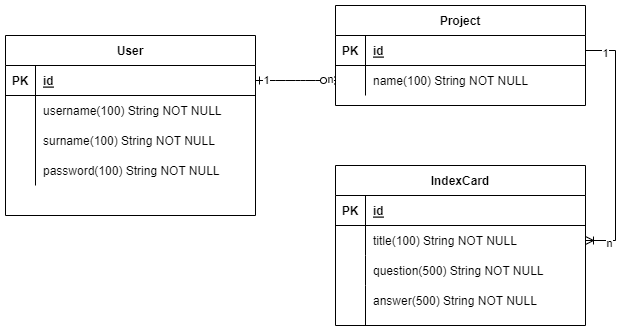 User
PK id
username(100) String NOT NULL
surname(100) String NOT NULL
password(100) String NOT NULL
1
n
Project
PK id
name(100) String NOT NULL
1
n
IndexCard
PK id
title(100) String NOT NULL
question(500) String NOT NULL
answer(500) String NOT NULL